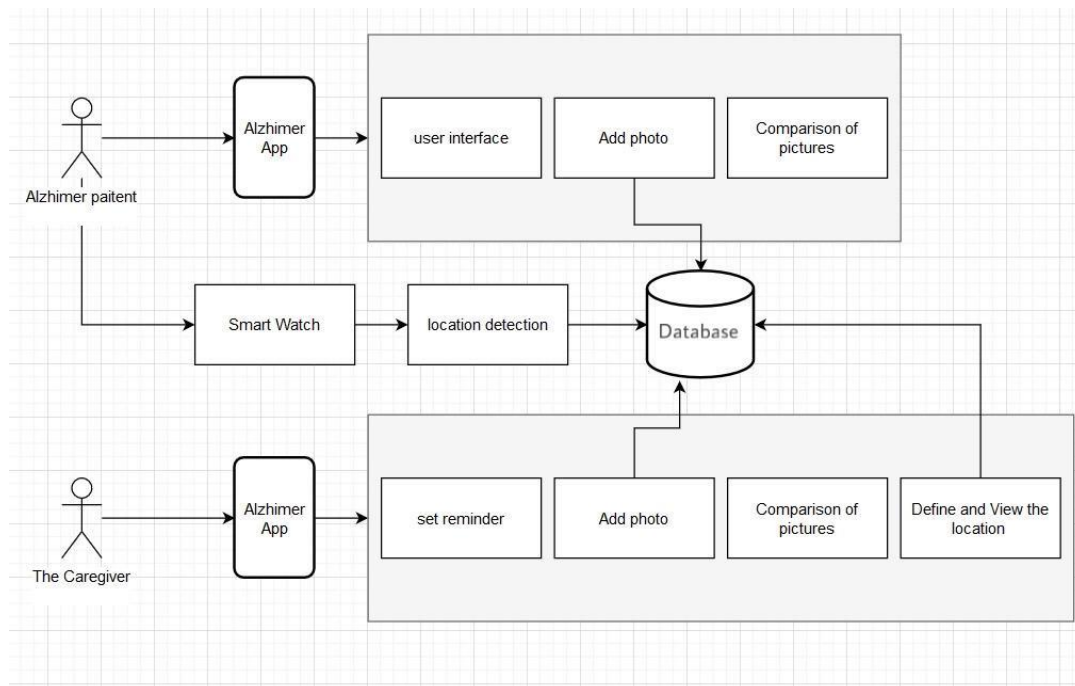 Alzhimer
App
user interface
Add photo
Comparison of
pictures
Alzhimer paitent
Smart Watch
location detection
Database
Alzhimer
App
set reminder
Add photo
Comparison of
pictures
Define and View the
location
The Caregiver